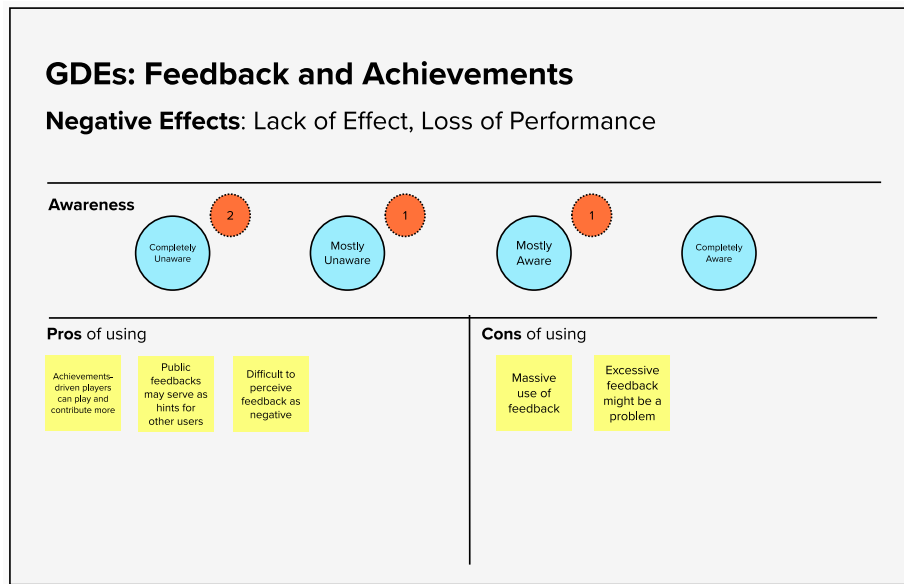 GDEs: Feedback and Achievements
Negative Effects: Lack of Effect, Loss of Performance
Awareness
2
1
1
Completely
Unaware
Mostly
Unaware
Mostly
Aware
Completely
Aware
Pros of using
Achievements-
driven players
can play and
contribute more
Public
feedbacks
may serve as
hints for
other users
Difficult to
perceive
feedback as
negative
Cons of using
Massive
use of
feedback
Excessive
feedback
might be a
problem